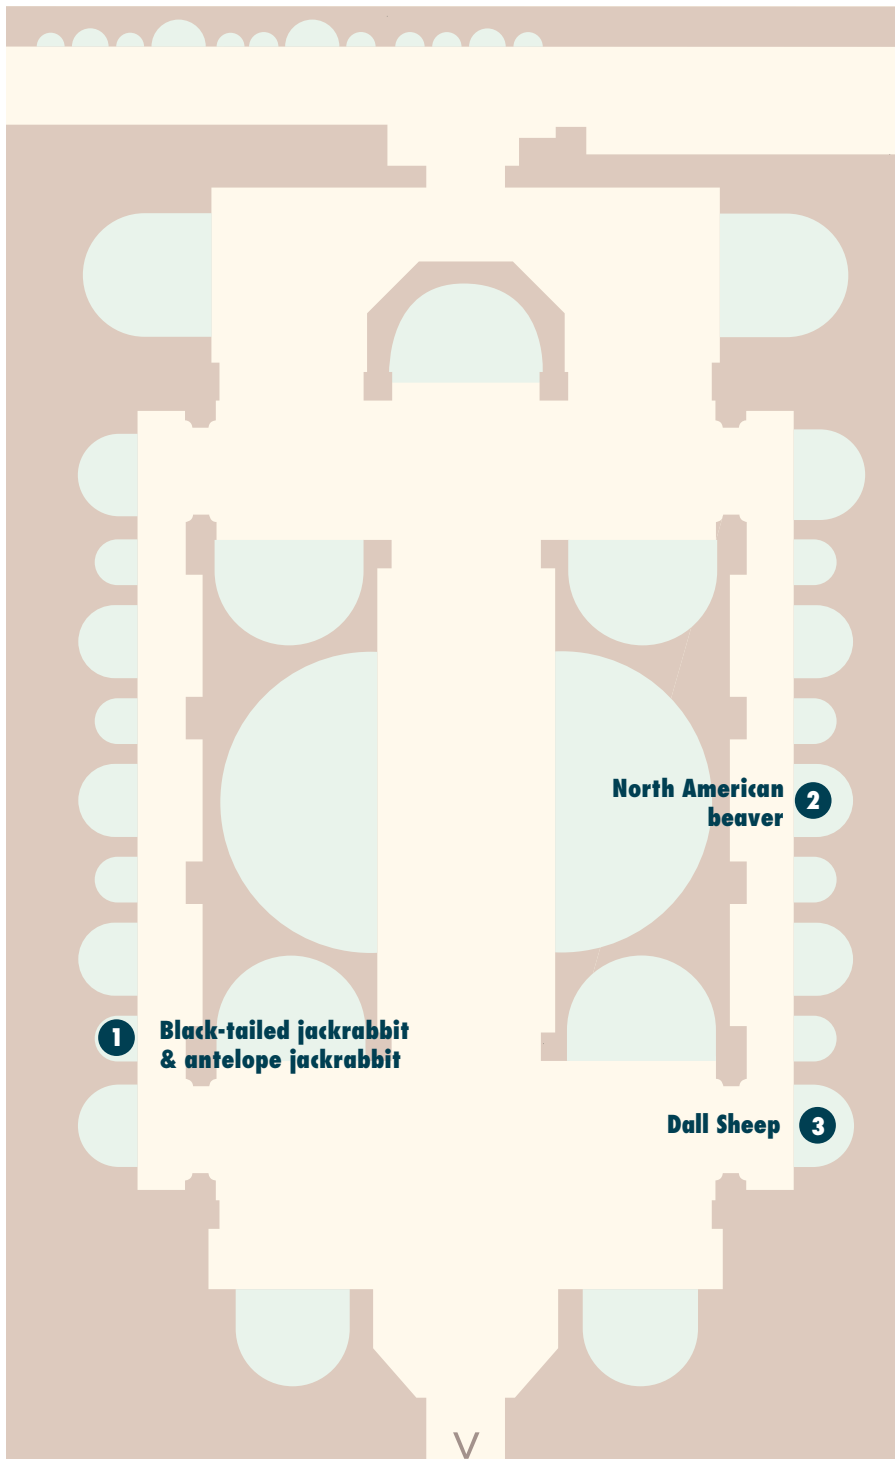 North American
beaver
2
1
Black-tailed jackrabbit
& antelope jackrabbit
Dall Sheep
3
V